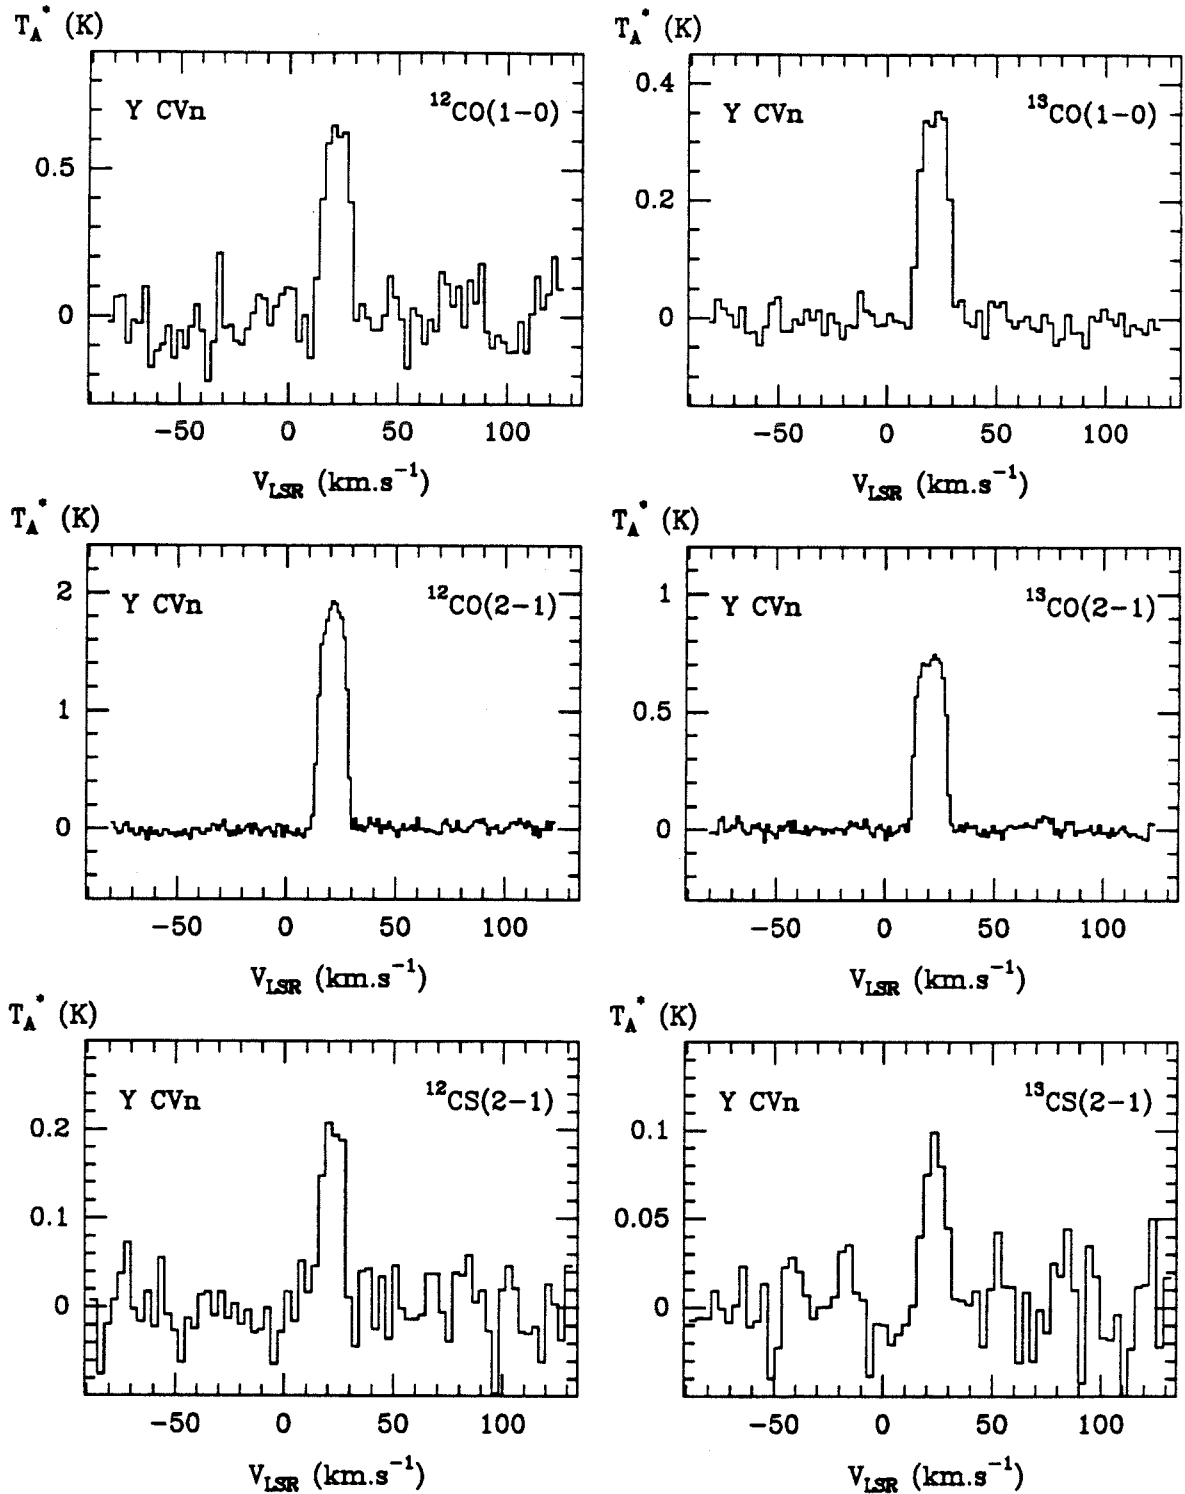 T_A^* (K)
T_A^* (K)
Y CVn
¹²CO(1−0)
0.5
0
−50 0 50 100
V_LSR (km.s⁻¹)
Y CVn
¹³CO(1−0)
0.4
0.2
0
−50 0 50 100
V_LSR (km.s⁻¹)
T_A^* (K)
Y CVn
¹²CO(2−1)
2
1
0
−50 0 50 100
V_LSR (km.s⁻¹)
T_A^* (K)
Y CVn
¹³CO(2−1)
1
0.5
0
−50 0 50 100
V_LSR (km.s⁻¹)
T_A^* (K)
Y CVn
¹²CS(2−1)
0.2
0.1
0
−50 0 50 100
V_LSR (km.s⁻¹)
T_A^* (K)
Y CVn
¹³CS(2−1)
0.1
0.05
0
−50 0 50 100
V_LSR (km.s⁻¹)